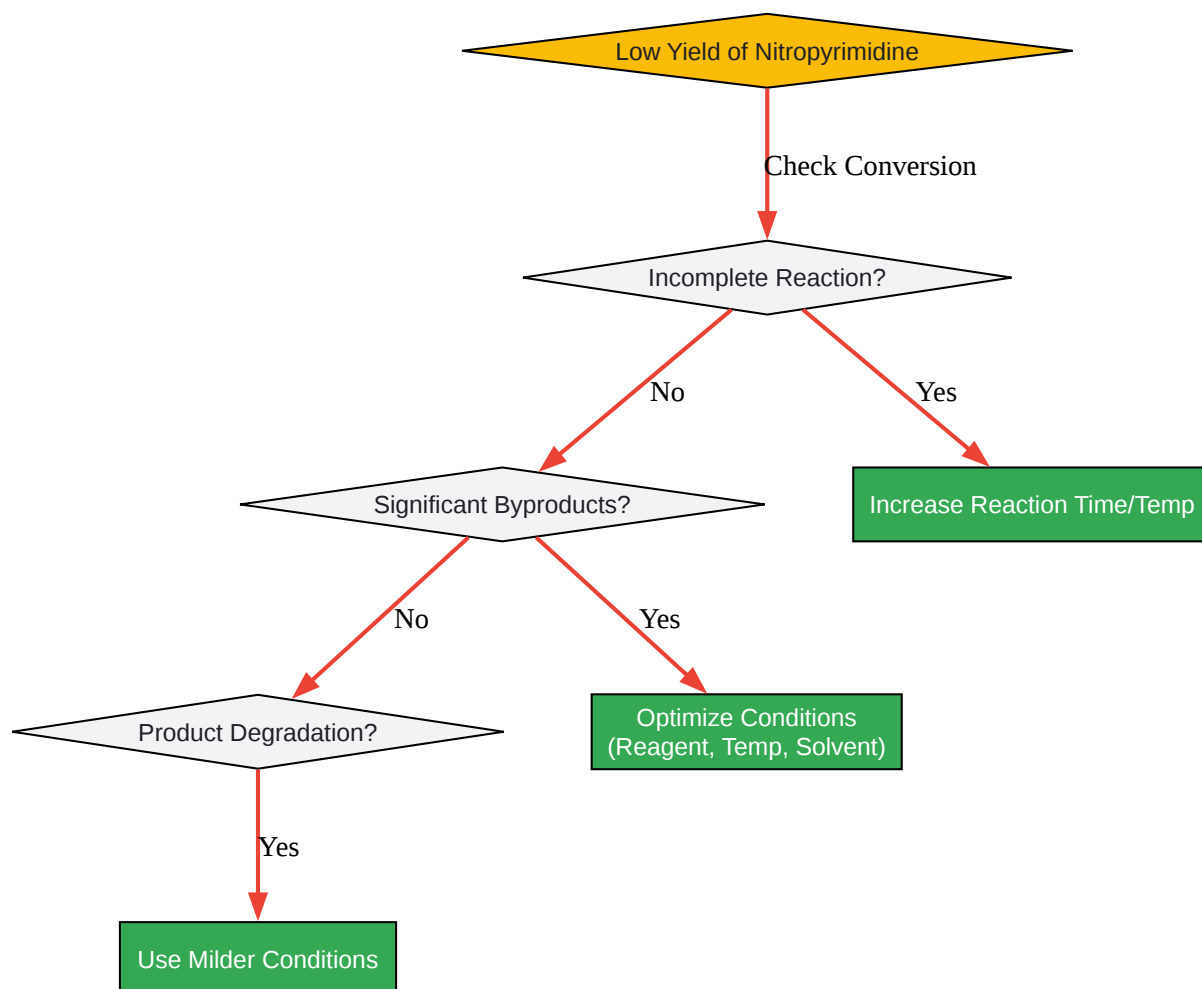 Low Yield of Nitropyrimidine
Check Conversion
Incomplete Reaction?
No
Yes
Significant Byproducts?
Increase Reaction Time/Temp
No
Yes
Product Degradation?
Optimize Conditions
(Reagent, Temp, Solvent)
Yes
Use Milder Conditions